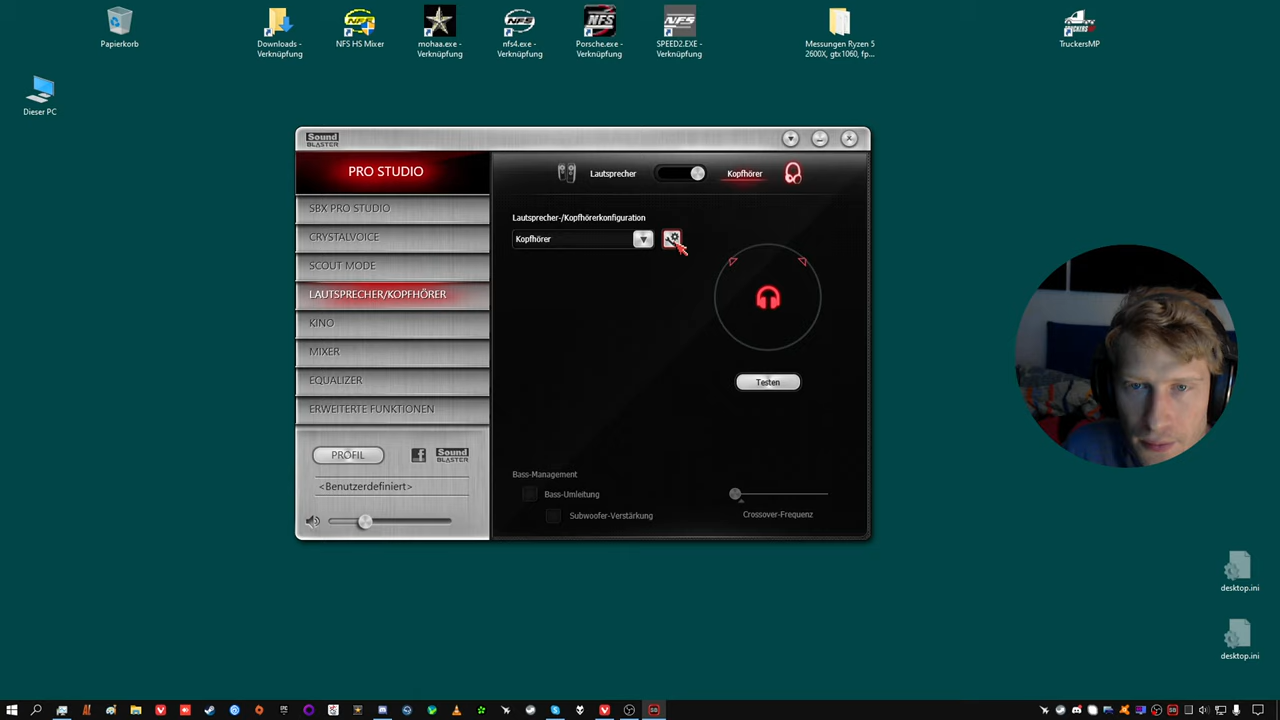 Papierkorb
Downloads -
Verknüpfung
NFS HS Mixer
mohaa.exe -
Verknüpfung
nfs4.exe -
Verknüpfung
Porsche.exe -
Verknüpfung
SPEED2.EXE -
Verknüpfung
Messungen Ryzen 5
2600X, gtx1060, fp...
TruckersMP
Dieser PC
Sound
BLASTER
PRO STUDIO
SBX PRO STUDIO
CRYSTALVOICE
SCOUT MODE
LAUTSPRECHER/KOPFHÖRER
KINO
MIXER
EQUALIZER
ERWEITERTE FUNKTIONEN
PROFIL
Sound
BLASTER
<Benutzerdefiniert>
Lautsprecher
Kopfhörer
Lautsprecher-/Kopfhörerkonfiguration
Kopfhörer
Testen
Bass-Management
Bass-Umleitung
Subwoofer-Verstärkung
Crossover-Frequenz
desktop.ini
desktop.ini